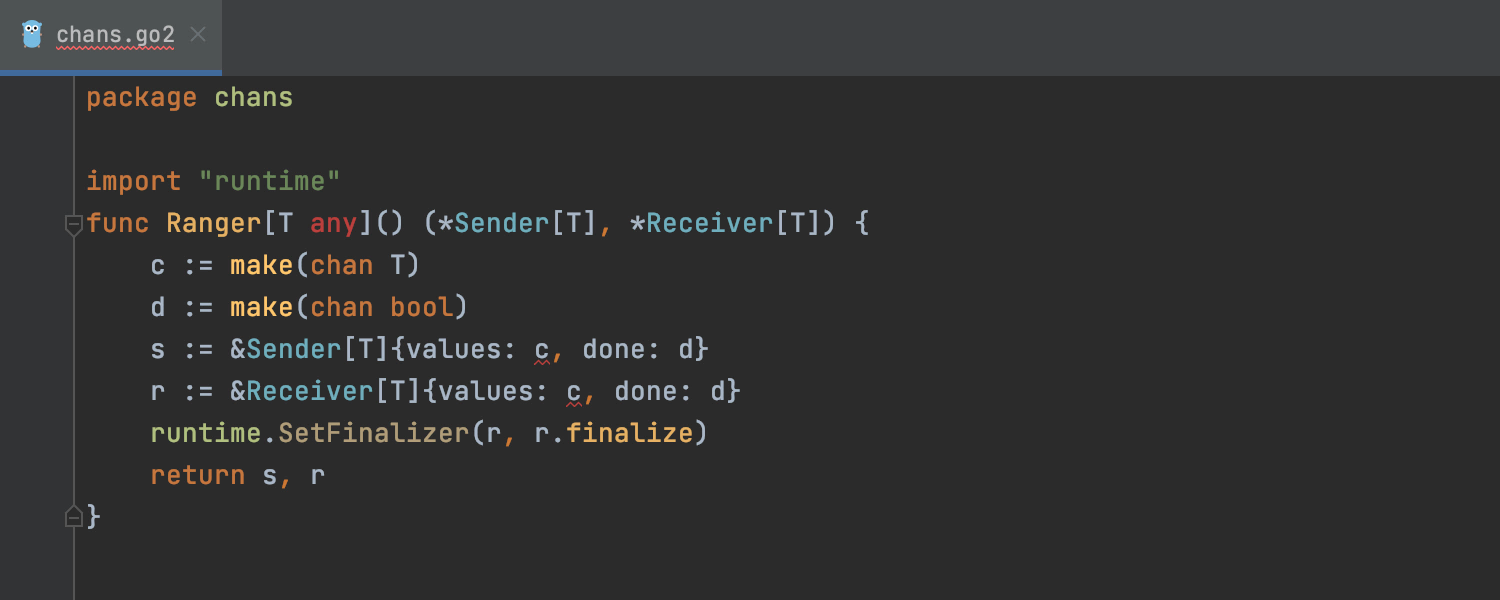 chans.go2
package chans
import "runtime"
func Ranger[T any]() (*Sender[T], *Receiver[T]) {
    c := make(chan T)
    d := make(chan bool)
    s := &Sender[T]{values: c, done: d}
    r := &Receiver[T]{values: c, done: d}
    runtime.SetFinalizer(r, r.finalize)
    return s, r
}